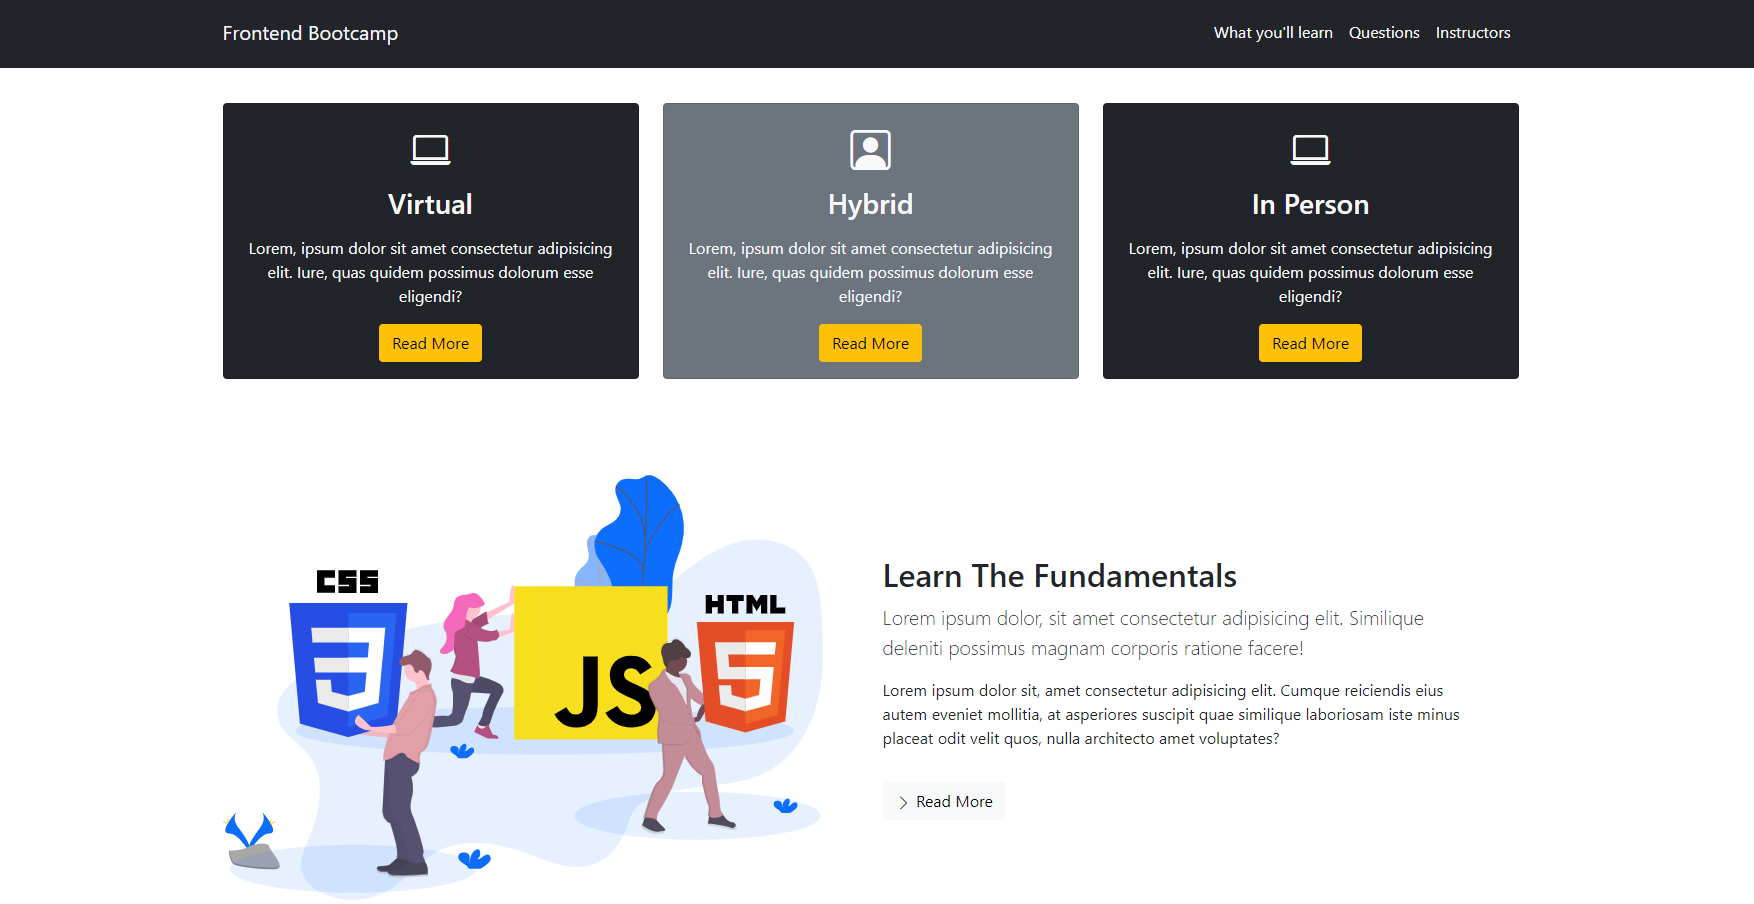 Frontend Bootcamp
What you'll learn Questions Instructors
Virtual
Lorem, ipsum dolor sit amet consectetur adipisicing
elit. Iure, quas quidem possimus dolorum esse
eligendi?
Read More
Hybrid
Lorem, ipsum dolor sit amet consectetur adipisicing
elit. Iure, quas quidem possimus dolorum esse
eligendi?
Read More
In Person
Lorem, ipsum dolor sit amet consectetur adipisicing
elit. Iure, quas quidem possimus dolorum esse
eligendi?
Read More
CSS
3
JS
HTML
5
Learn The Fundamentals
Lorem ipsum dolor, sit amet consectetur adipisicing elit. Similique
deleniti possimus magnam corporis ratione facere!
Lorem ipsum dolor sit, amet consectetur adipisicing elit. Cumque reiciendis eius
autem eveniet mollitia, at asperiores suscipit quae similique laboriosam iste minus
placeat odit velit quos, nulla architecto amet voluptates?
Read More